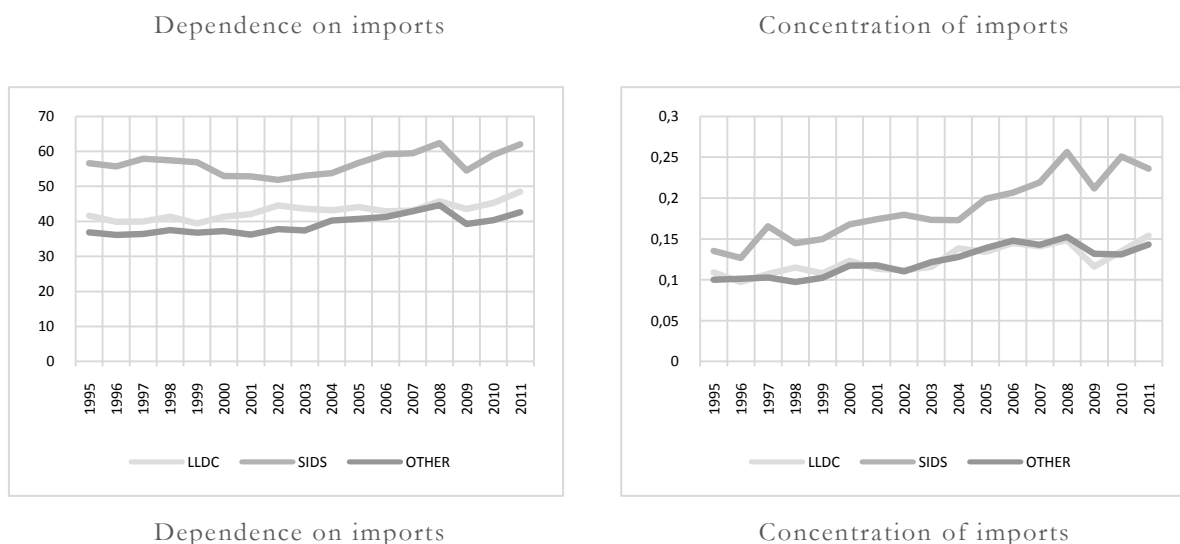 Dependence on imports
Concentration of imports
70
60
50
40
30
20
10
0
1995 1996 1997 1998 1999 2000 2001 2002 2003 2004 2005 2006 2007 2008 2009 2010 2011
LLDC SIDS OTHER
0,3
0,25
0,2
0,15
0,1
0,05
0
1995 1996 1997 1998 1999 2000 2001 2002 2003 2004 2005 2006 2007 2008 2009 2010 2011
LLDC SIDS OTHER
Dependence on imports
Concentration of imports